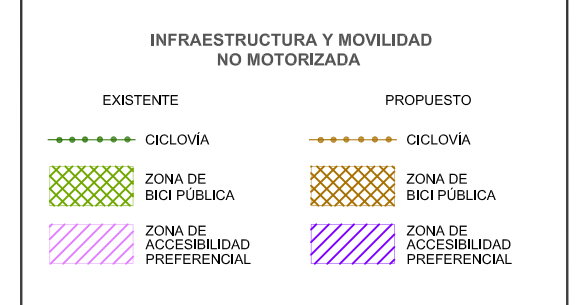 INFRAESTRUCTURA Y MOVILIDAD
NO MOTORIZADA
EXISTENTE
CICLOVÍA
ZONA DE
BICI PÚBLICA
ZONA DE
ACCESIBILIDAD
PREFERENCIAL
PROPUESTO
CICLOVÍA
ZONA DE
BICI PÚBLICA
ZONA DE
ACCESIBILIDAD
PREFERENCIAL